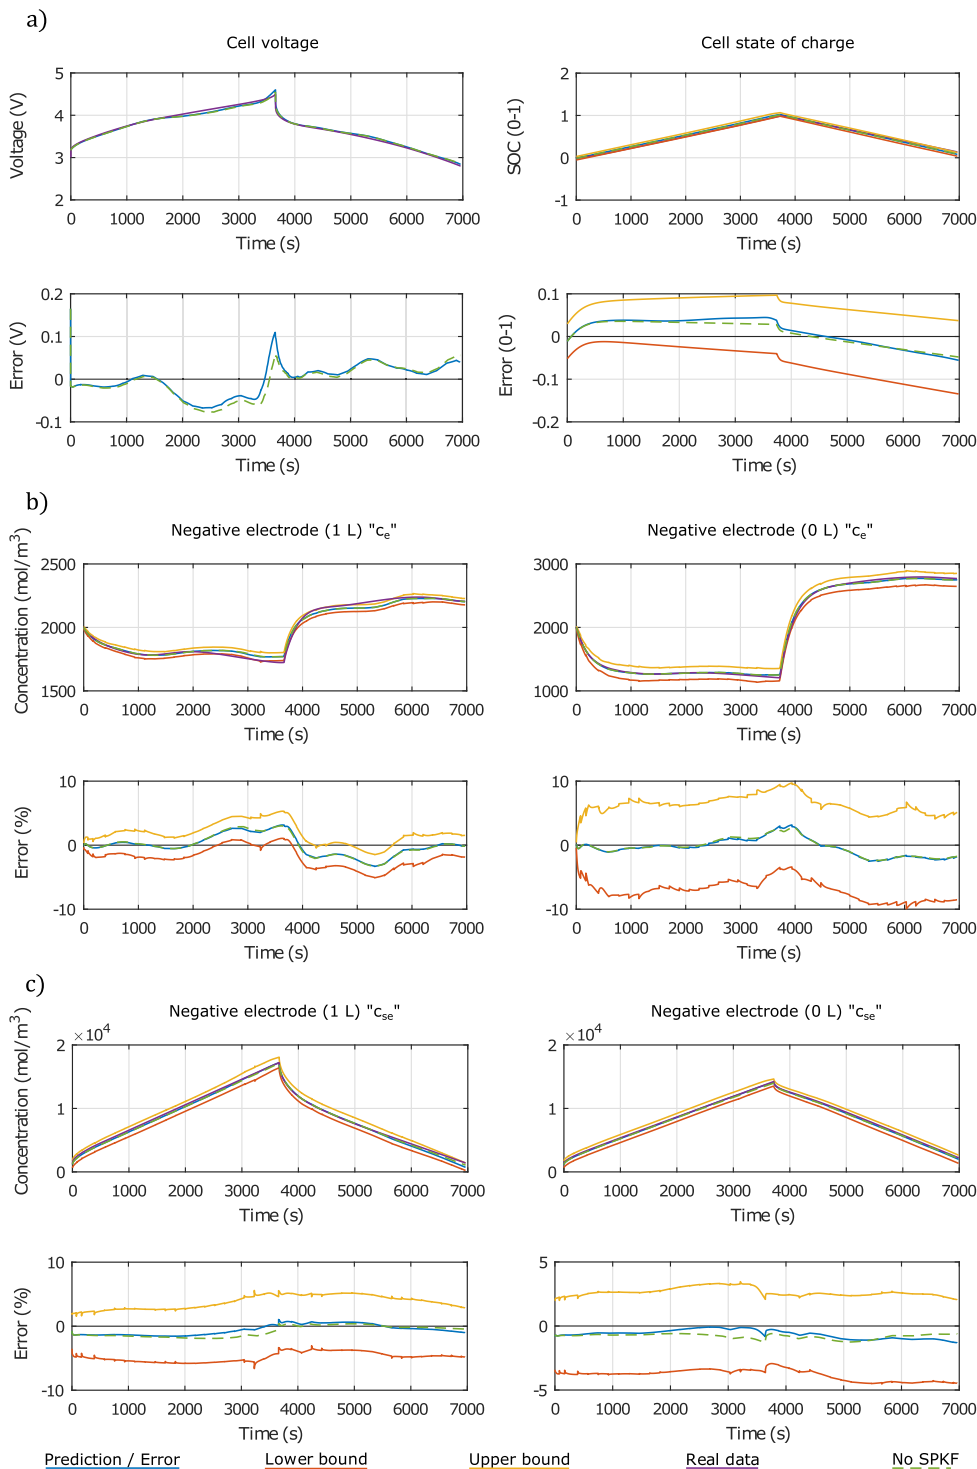 a)
Cell voltage
Cell state of charge
Voltage (V)
5
4
3
2
0 1000 2000 3000 4000 5000 6000 7000
Time (s)
SOC (0-1)
2
1
0
-1
0 1000 2000 3000 4000 5000 6000 7000
Time (s)
Error (V)
0.2
0.1
0
-0.1
0 1000 2000 3000 4000 5000 6000 7000
Time (s)
Error (0-1)
0.1
0
-0.1
-0.2
0 1000 2000 3000 4000 5000 6000 7000
Time (s)
b)
Negative electrode (1 L) "cₑ"
Negative electrode (0 L) "cₑ"
Concentration (mol/m³)
2500
2000
1500
0 1000 2000 3000 4000 5000 6000 7000
Time (s)
3000
2000
1000
0 1000 2000 3000 4000 5000 6000 7000
Time (s)
Error (%)
10
0
-10
0 1000 2000 3000 4000 5000 6000 7000
Time (s)
10
5
0
-5
-10
0 1000 2000 3000 4000 5000 6000 7000
Time (s)
c)
Negative electrode (1 L) "cₛₑ"
Negative electrode (0 L) "cₛₑ"
Concentration (mol/m³)
× 10⁴
2
1
0
0 1000 2000 3000 4000 5000 6000 7000
Time (s)
× 10⁴
2
1
0
0 1000 2000 3000 4000 5000 6000 7000
Time (s)
Error (%)
10
0
-10
0 1000 2000 3000 4000 5000 6000 7000
Time (s)
5
0
-5
0 1000 2000 3000 4000 5000 6000 7000
Time (s)
Prediction / Error Lower bound Upper bound Real data No SPKF